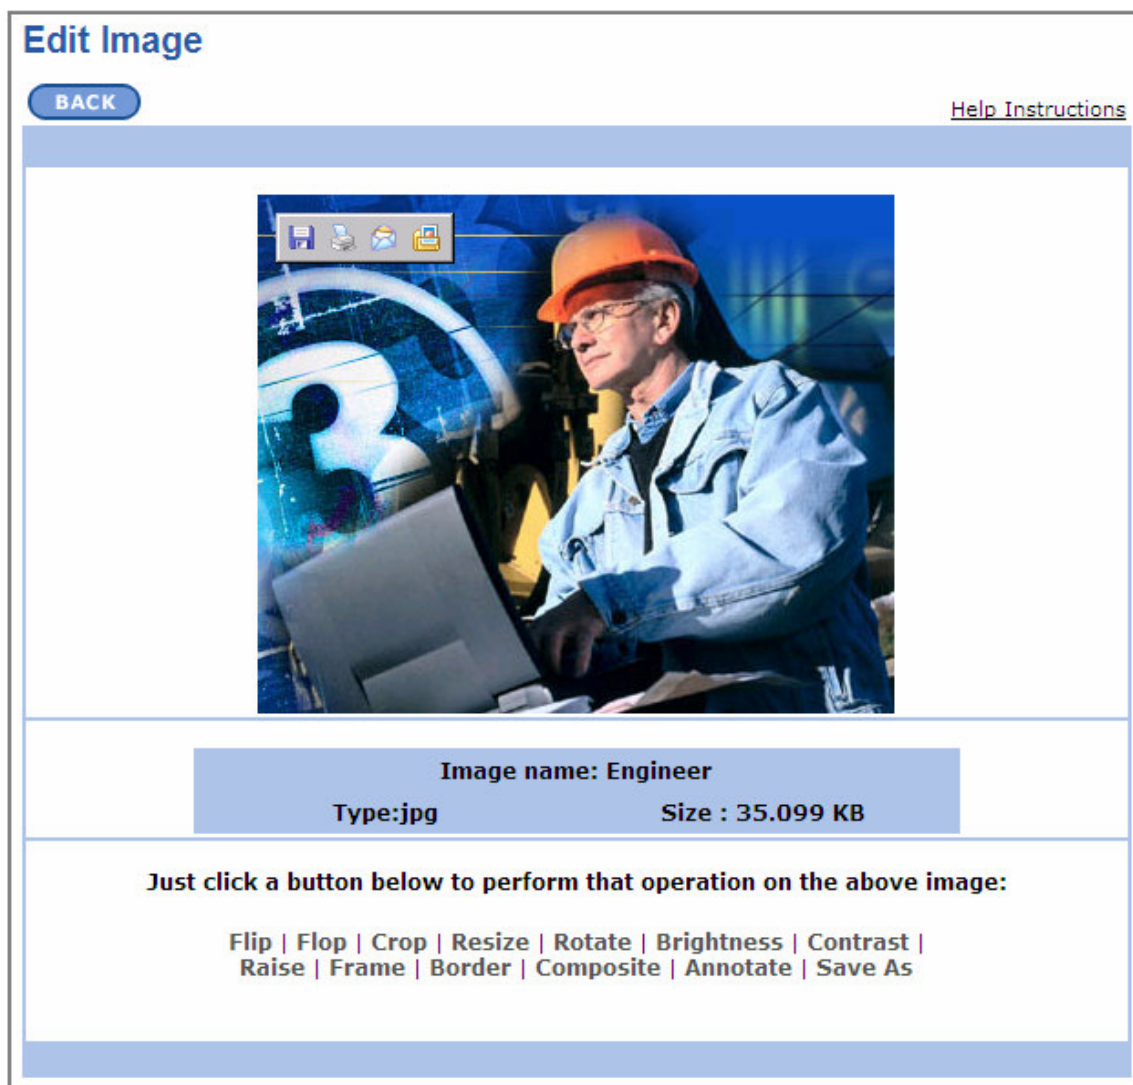 Edit Image
BACK
Help Instructions
3
Image name: Engineer
Type:jpg Size : 35.099 KB
Just click a button below to perform that operation on the above image:
Flip | Flop | Crop | Resize | Rotate | Brightness | Contrast |
Raise | Frame | Border | Composite | Annotate | Save As